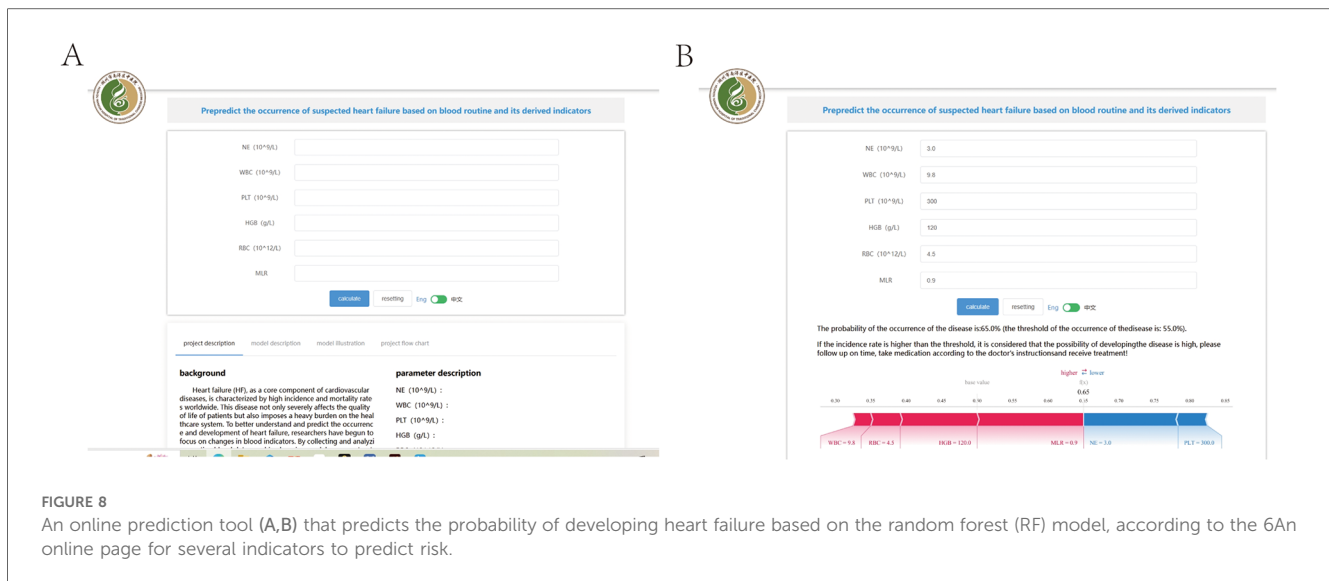 A
Prepredict the occurrence of suspected heart failure based on blood routine and its derived indicators
NE (10^9/L)
WBC (10^9/L)
PLT (10^9/L)
HGB (g/L)
RBC (10^12/L)
MLR
calculate resetting Eng 中文
project description model description model illustration project flow chart
background
Heart failure (HF), as a core component of cardiovascular
diseases, is characterized by high incidence and mortality rate
s worldwide. This disease not only severely affects the quality
of life of patients but also imposes a heavy burden on the heal
thcare system. To better understand and predict the occurrenc
e and development of heart failure, researchers have begun to
focus on changes in blood indicators. By collecting and analyzi
parameter description
NE (10^9/L) :
WBC (10^9/L) :
PLT (10^9/L) :
HGB (g/L) :
B
Prepredict the occurrence of suspected heart failure based on blood routine and its derived indicators
NE (10^9/L) 3.0
WBC (10^9/L) 9.8
PLT (10^9/L) 300
HGB (g/L) 120
RBC (10^12/L) 4.5
MLR 0.9
calculate resetting Eng 中文
The probability of the occurrence of the disease is:65.0% (the threshold of the occurrence of thedisease is: 55.0%).
If the incidence rate is higher than the threshold, it is considered that the possibility of developingthe disease is high, please
follow up on time, take medication according to the doctor's instructionsand receive treatment!
higher ⇄ lower
base value f(x)
0.65
0.30 0.35 0.40 0.45 0.50 0.55 0.60 0.70 0.75 0.80 0.85
WBC = 9.8 RBC = 4.5 HGB = 120.0 MLR = 0.9 NE = 3.0 PLT = 300.0
FIGURE 8
An online prediction tool (A,B) that predicts the probability of developing heart failure based on the random forest (RF) model, according to the 6An
online page for several indicators to predict risk.